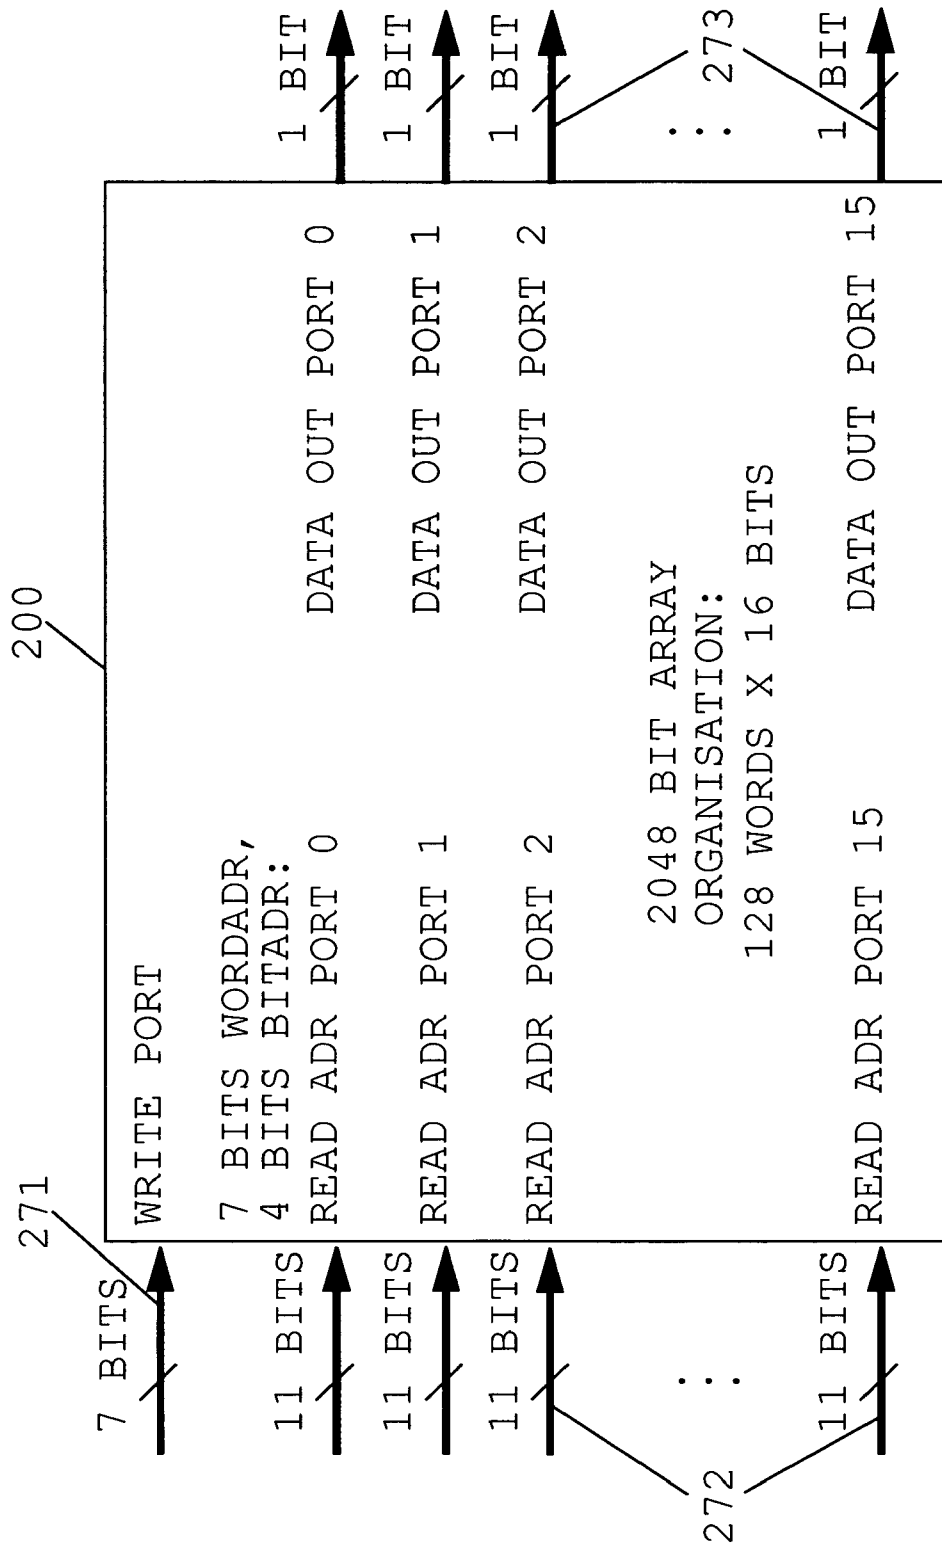 200
271
7 BITS
WRITE PORT
7 BITS WORDADR,
4 BITS BITADR:
11 BITS
READ ADR PORT 0
DATA OUT PORT 0
1 BIT
11 BITS
READ ADR PORT 1
DATA OUT PORT 1
1 BIT
11 BITS
READ ADR PORT 2
DATA OUT PORT 2
1 BIT
272
...
2048 BIT ARRAY
ORGANISATION:
128 WORDS X 16 BITS
...
273
11 BITS
READ ADR PORT 15
DATA OUT PORT 15
1 BIT